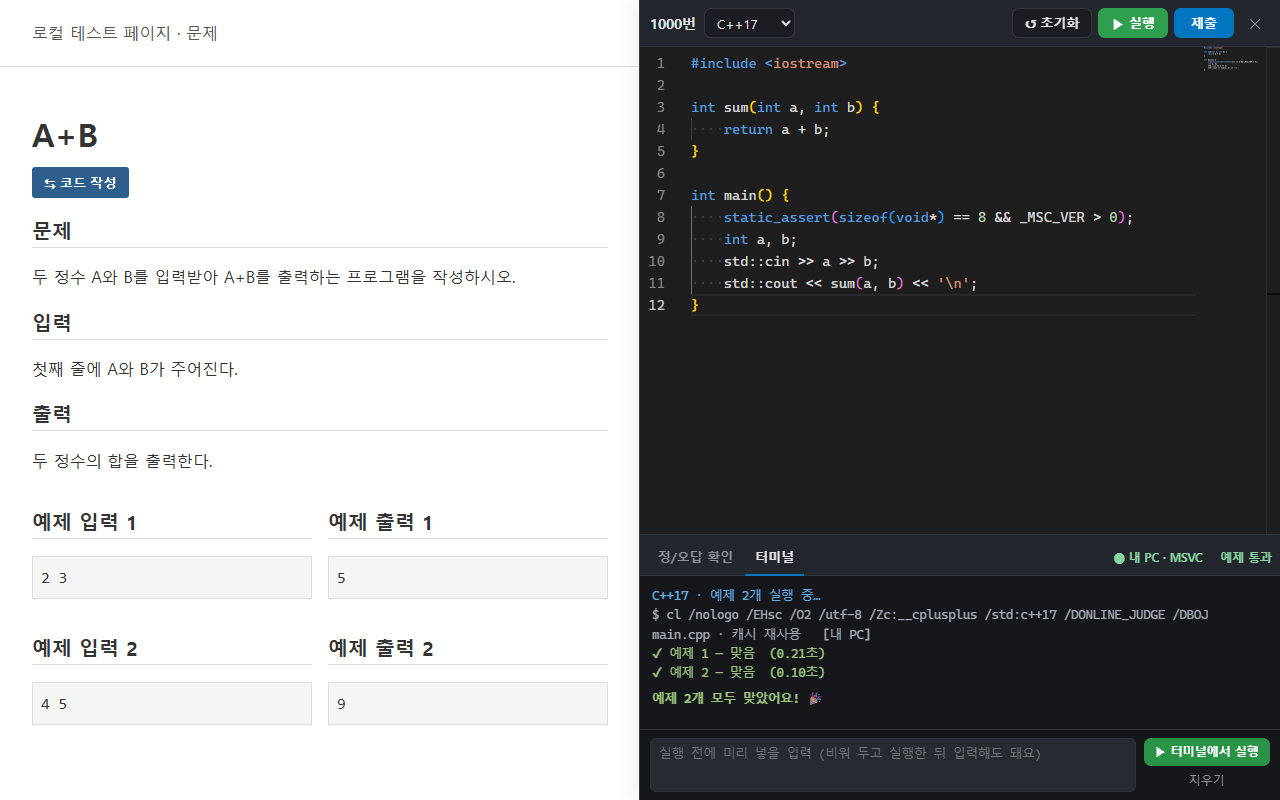 로컬 테스트 페이지 · 문제
A+B
⇆ 코드 작성
문제
두 정수 A와 B를 입력받아 A+B를 출력하는 프로그램을 작성하시오.
입력
첫째 줄에 A와 B가 주어진다.
출력
두 정수의 합을 출력한다.
예제 입력 1
예제 출력 1
2 3
5
예제 입력 2
예제 출력 2
4 5
9
1000번
C++17
↺ 초기화
▶ 실행
제출
×
1 #include <iostream>
2
3 int sum(int a, int b) {
4 ····return a + b;
5 }
6
7 int main() {
8 ····static_assert(sizeof(void*) == 8 && _MSC_VER > 0);
9 ····int a, b;
10 ····std::cin >> a >> b;
11 ····std::cout << sum(a, b) << '\n';
12 }
정/오답 확인
터미널
● 내 PC · MSVC
예제 통과
C++17 · 예제 2개 실행 중…
$ cl /nologo /EHsc /O2 /utf-8 /Zc:__cplusplus /std:c++17 /DONLINE_JUDGE /DBOJ
main.cpp · 캐시 재사용 [내 PC]
✓ 예제 1 — 맞음 (0.21초)
✓ 예제 2 — 맞음 (0.10초)
예제 2개 모두 맞았어요! 🎉
실행 전에 미리 넣을 입력 (비워 두고 실행한 뒤 입력해도 돼요)
▶ 터미널에서 실행
지우기